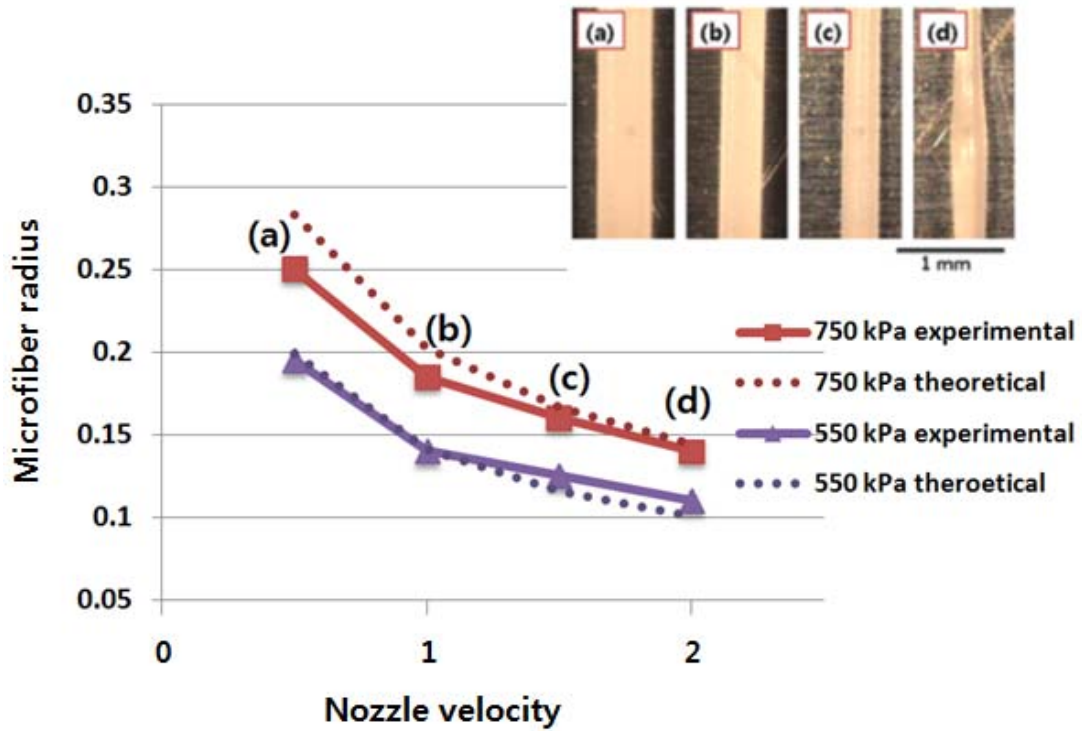 (a)
(b)
(c)
(d)
1 mm
0.35
0.3
0.25
0.2
0.15
0.1
0.05
0
1
2
Microfiber radius
Nozzle velocity
(a)
(b)
(c)
(d)
750 kPa experimental
750 kPa theoretical
550 kPa experimental
550 kPa theroetical